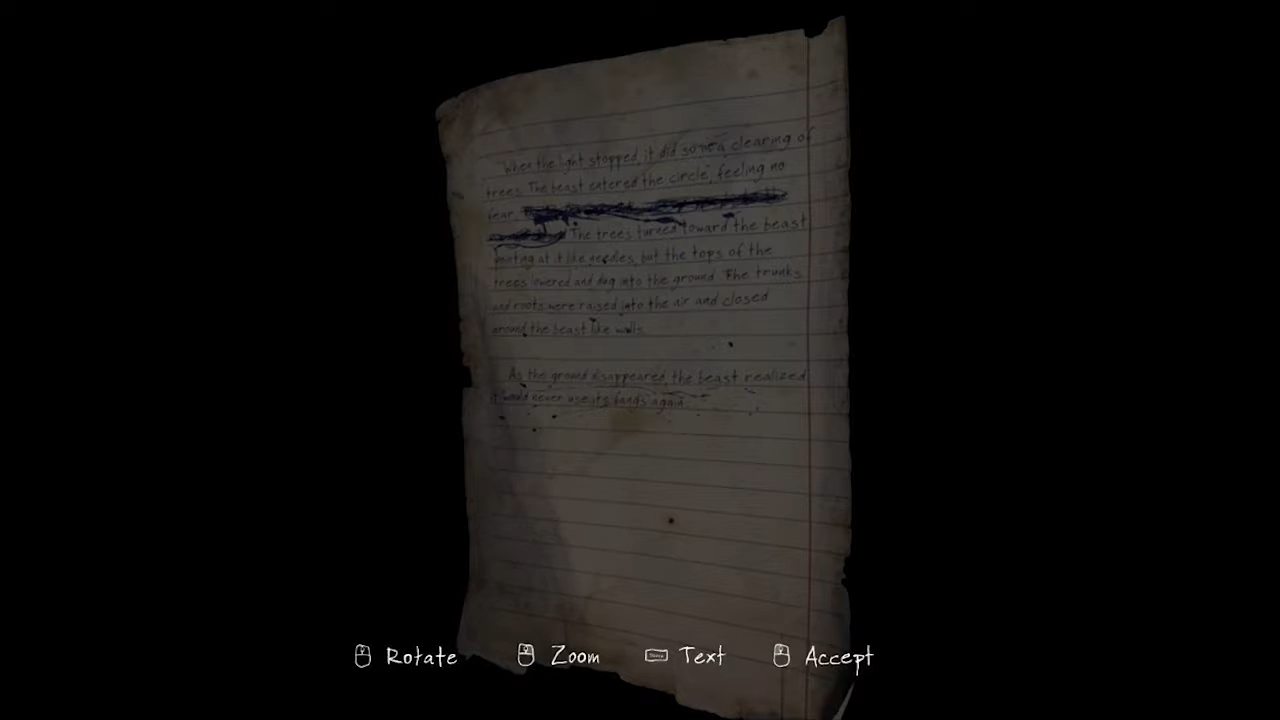 "When the light stopped, it did so in a clearing of
trees. The beast entered the circle, feeling no
fear.
The trees turned toward the beast
pointing at it like needles, but the tops of the
trees lowered and dug into the ground. The trunks
and roots were raised into the air and closed
around the beast like walls.
As the ground disappeared, the beast realized
it would never use its fangs again.
Rotate
Zoom
Text
Accept